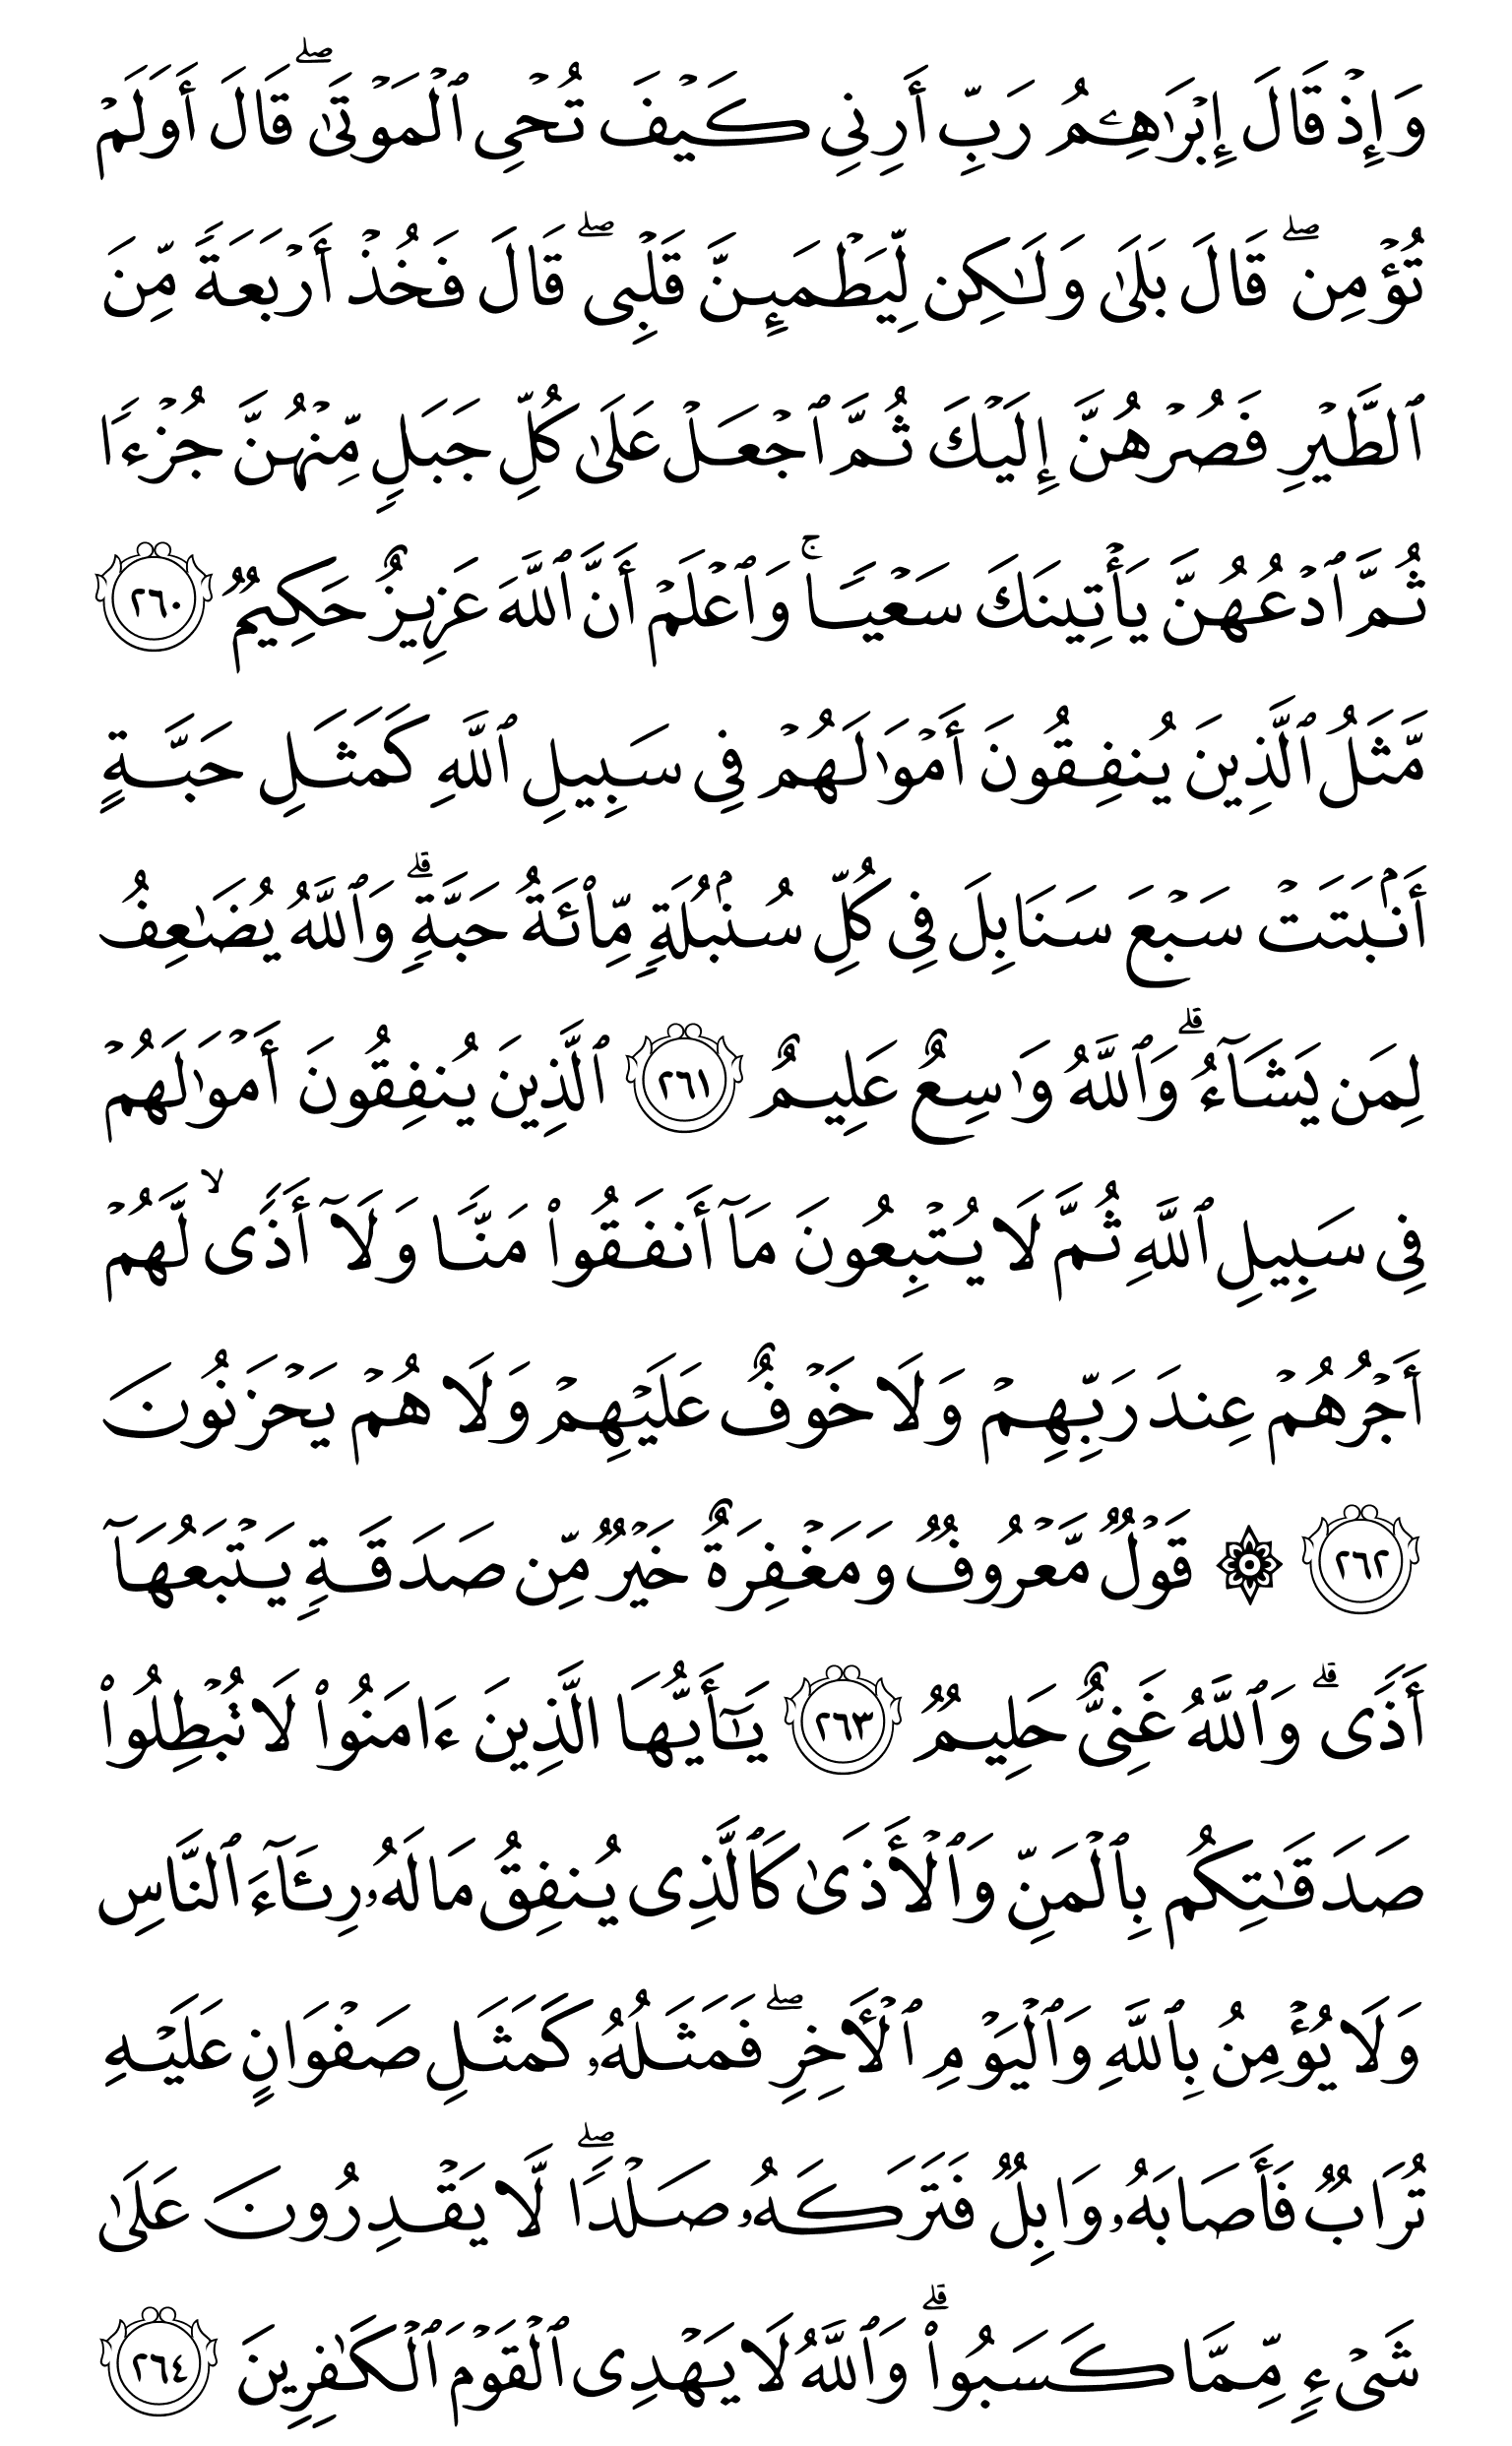 وَإِذۡ قَالَ إِبۡرَٰهِـۧمُ رَبِّ أَرِنِي كَيۡفَ تُحۡيِ ٱلۡمَوۡتَىٰۖ قَالَ أَوَلَمۡ
تُؤۡمِنۖ قَالَ بَلَىٰ وَلَٰكِن لِّيَطۡمَئِنَّ قَلۡبِيۖ قَالَ فَخُذۡ أَرۡبَعَةٗ مِّنَ
ٱلطَّيۡرِ فَصُرۡهُنَّ إِلَيۡكَ ثُمَّ ٱجۡعَلۡ عَلَىٰ كُلِّ جَبَلٖ مِّنۡهُنَّ جُزۡءٗا
ثُمَّ ٱدۡعُهُنَّ يَأۡتِينَكَ سَعۡيٗاۚ وَٱعۡلَمۡ أَنَّ ٱللَّهَ عَزِيزٌ حَكِيمٞ ٢٦٠
مَّثَلُ ٱلَّذِينَ يُنفِقُونَ أَمۡوَٰلَهُمۡ فِي سَبِيلِ ٱللَّهِ كَمَثَلِ حَبَّةٍ
أَنۢبَتَتۡ سَبۡعَ سَنَابِلَ فِي كُلِّ سُنۢبُلَةٖ مِّاْئَةُ حَبَّةٖۗ وَٱللَّهُ يُضَٰعِفُ
لِمَن يَشَآءُۗ وَٱللَّهُ وَٰسِعٌ عَلِيمٌ ٢٦١ ٱلَّذِينَ يُنفِقُونَ أَمۡوَٰلَهُمۡ
فِي سَبِيلِ ٱللَّهِ ثُمَّ لَا يُتۡبِعُونَ مَآ أَنفَقُواْ مَنّٗا وَلَآ أَذٗى لَّهُمۡ
أَجۡرُهُمۡ عِندَ رَبِّهِمۡ وَلَا خَوۡفٌ عَلَيۡهِمۡ وَلَا هُمۡ يَحۡزَنُونَ
٢٦٢ ۞ قَوۡلٞ مَّعۡرُوفٞ وَمَغۡفِرَةٌ خَيۡرٞ مِّن صَدَقَةٖ يَتۡبَعُهَآ
أَذٗىۗ وَٱللَّهُ غَنِيٌّ حَلِيمٞ ٢٦٣ يَٰٓأَيُّهَا ٱلَّذِينَ ءَامَنُواْ لَا تُبۡطِلُواْ
صَدَقَٰتِكُم بِٱلۡمَنِّ وَٱلۡأَذَىٰ كَٱلَّذِي يُنفِقُ مَالَهُۥ رِئَآءَ ٱلنَّاسِ
وَلَا يُؤۡمِنُ بِٱللَّهِ وَٱلۡيَوۡمِ ٱلۡأٓخِرِۖ فَمَثَلُهُۥ كَمَثَلِ صَفۡوَانٍ عَلَيۡهِ
تُرَابٞ فَأَصَابَهُۥ وَابِلٞ فَتَرَكَهُۥ صَلۡدٗاۖ لَّا يَقۡدِرُونَ عَلَىٰ
شَيۡءٖ مِّمَّا كَسَبُواْۗ وَٱللَّهُ لَا يَهۡدِي ٱلۡقَوۡمَ ٱلۡكَٰفِرِينَ ٢٦٤